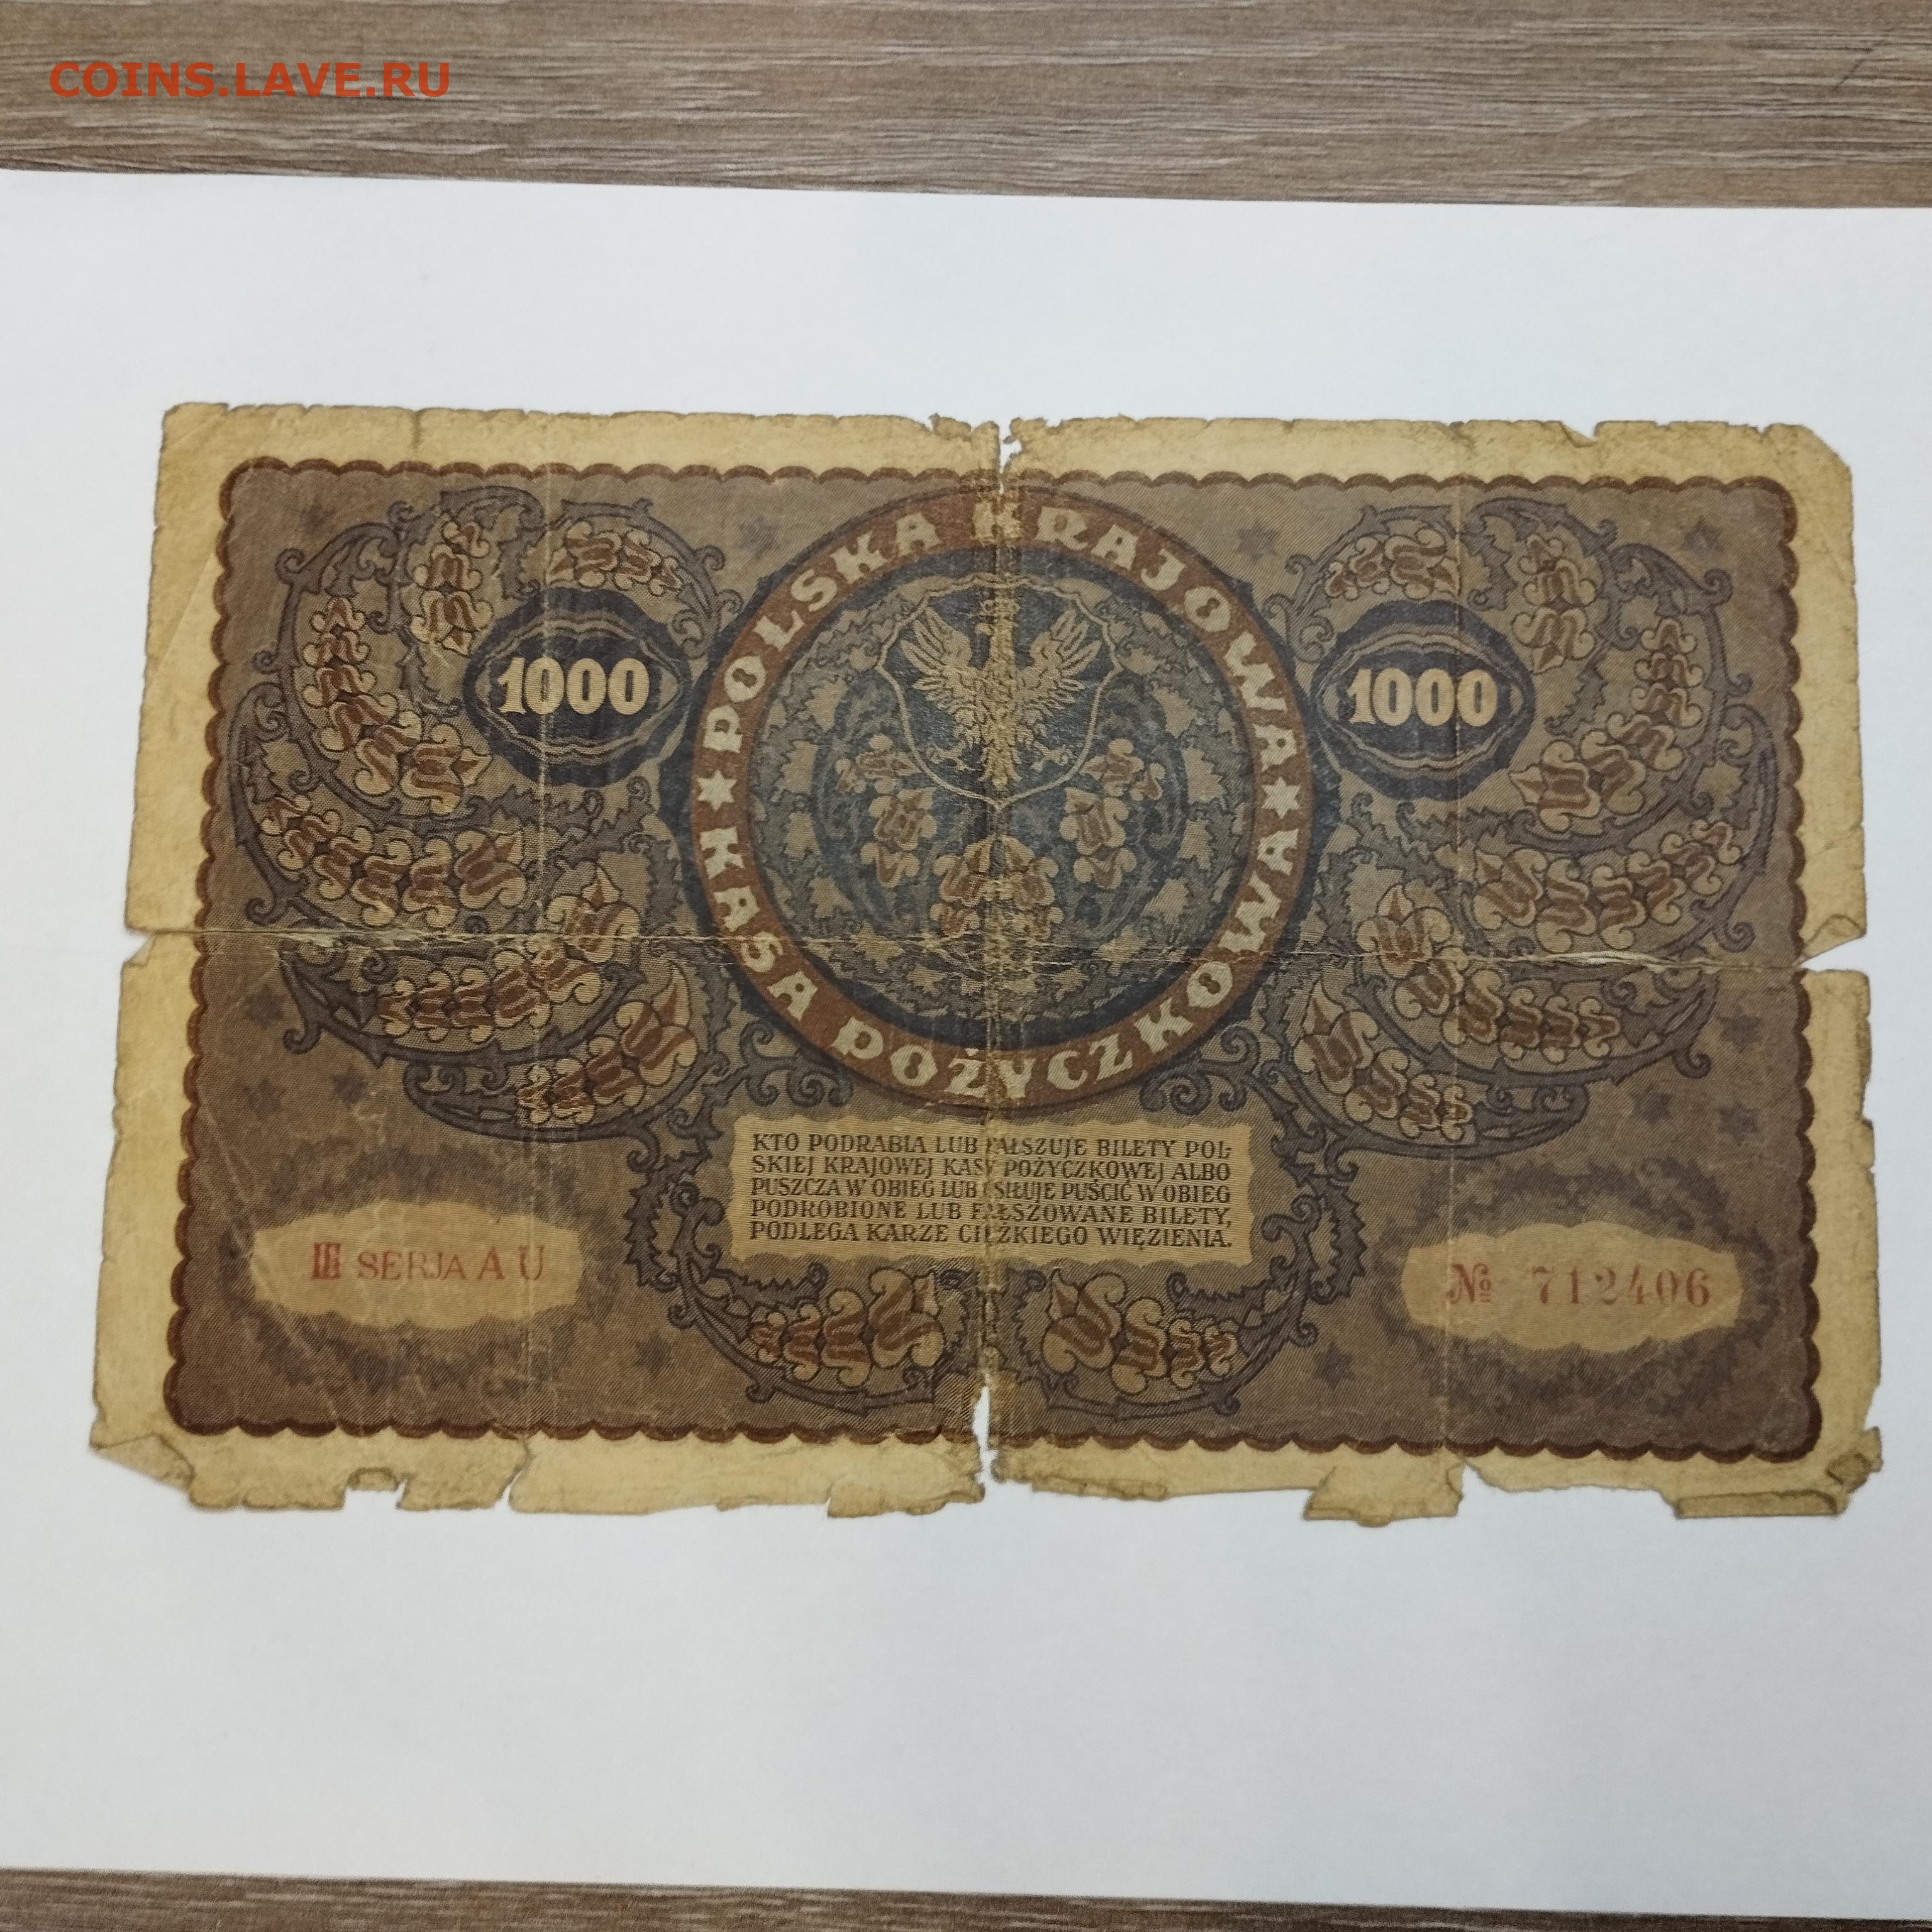 COINS.LAVE.RU
POLSKA KRAJOWA
KASA POŻYCZKOWA
1000
1000
KTO PODRABIA LUB FAŁSZUJE BILETY POL-
SKIEJ KRAJOWEJ KASY POŻYCZKOWEJ ALBO
PUSZCZA W OBIEG LUB USIŁUJE PUŚCIĆ W OBIEG
PODROBIONE LUB FAŁSZOWANE BILETY,
PODLEGA KARZE CIĘŻKIEGO WIĘZIENIA.
III SERJA A U
№ 712406